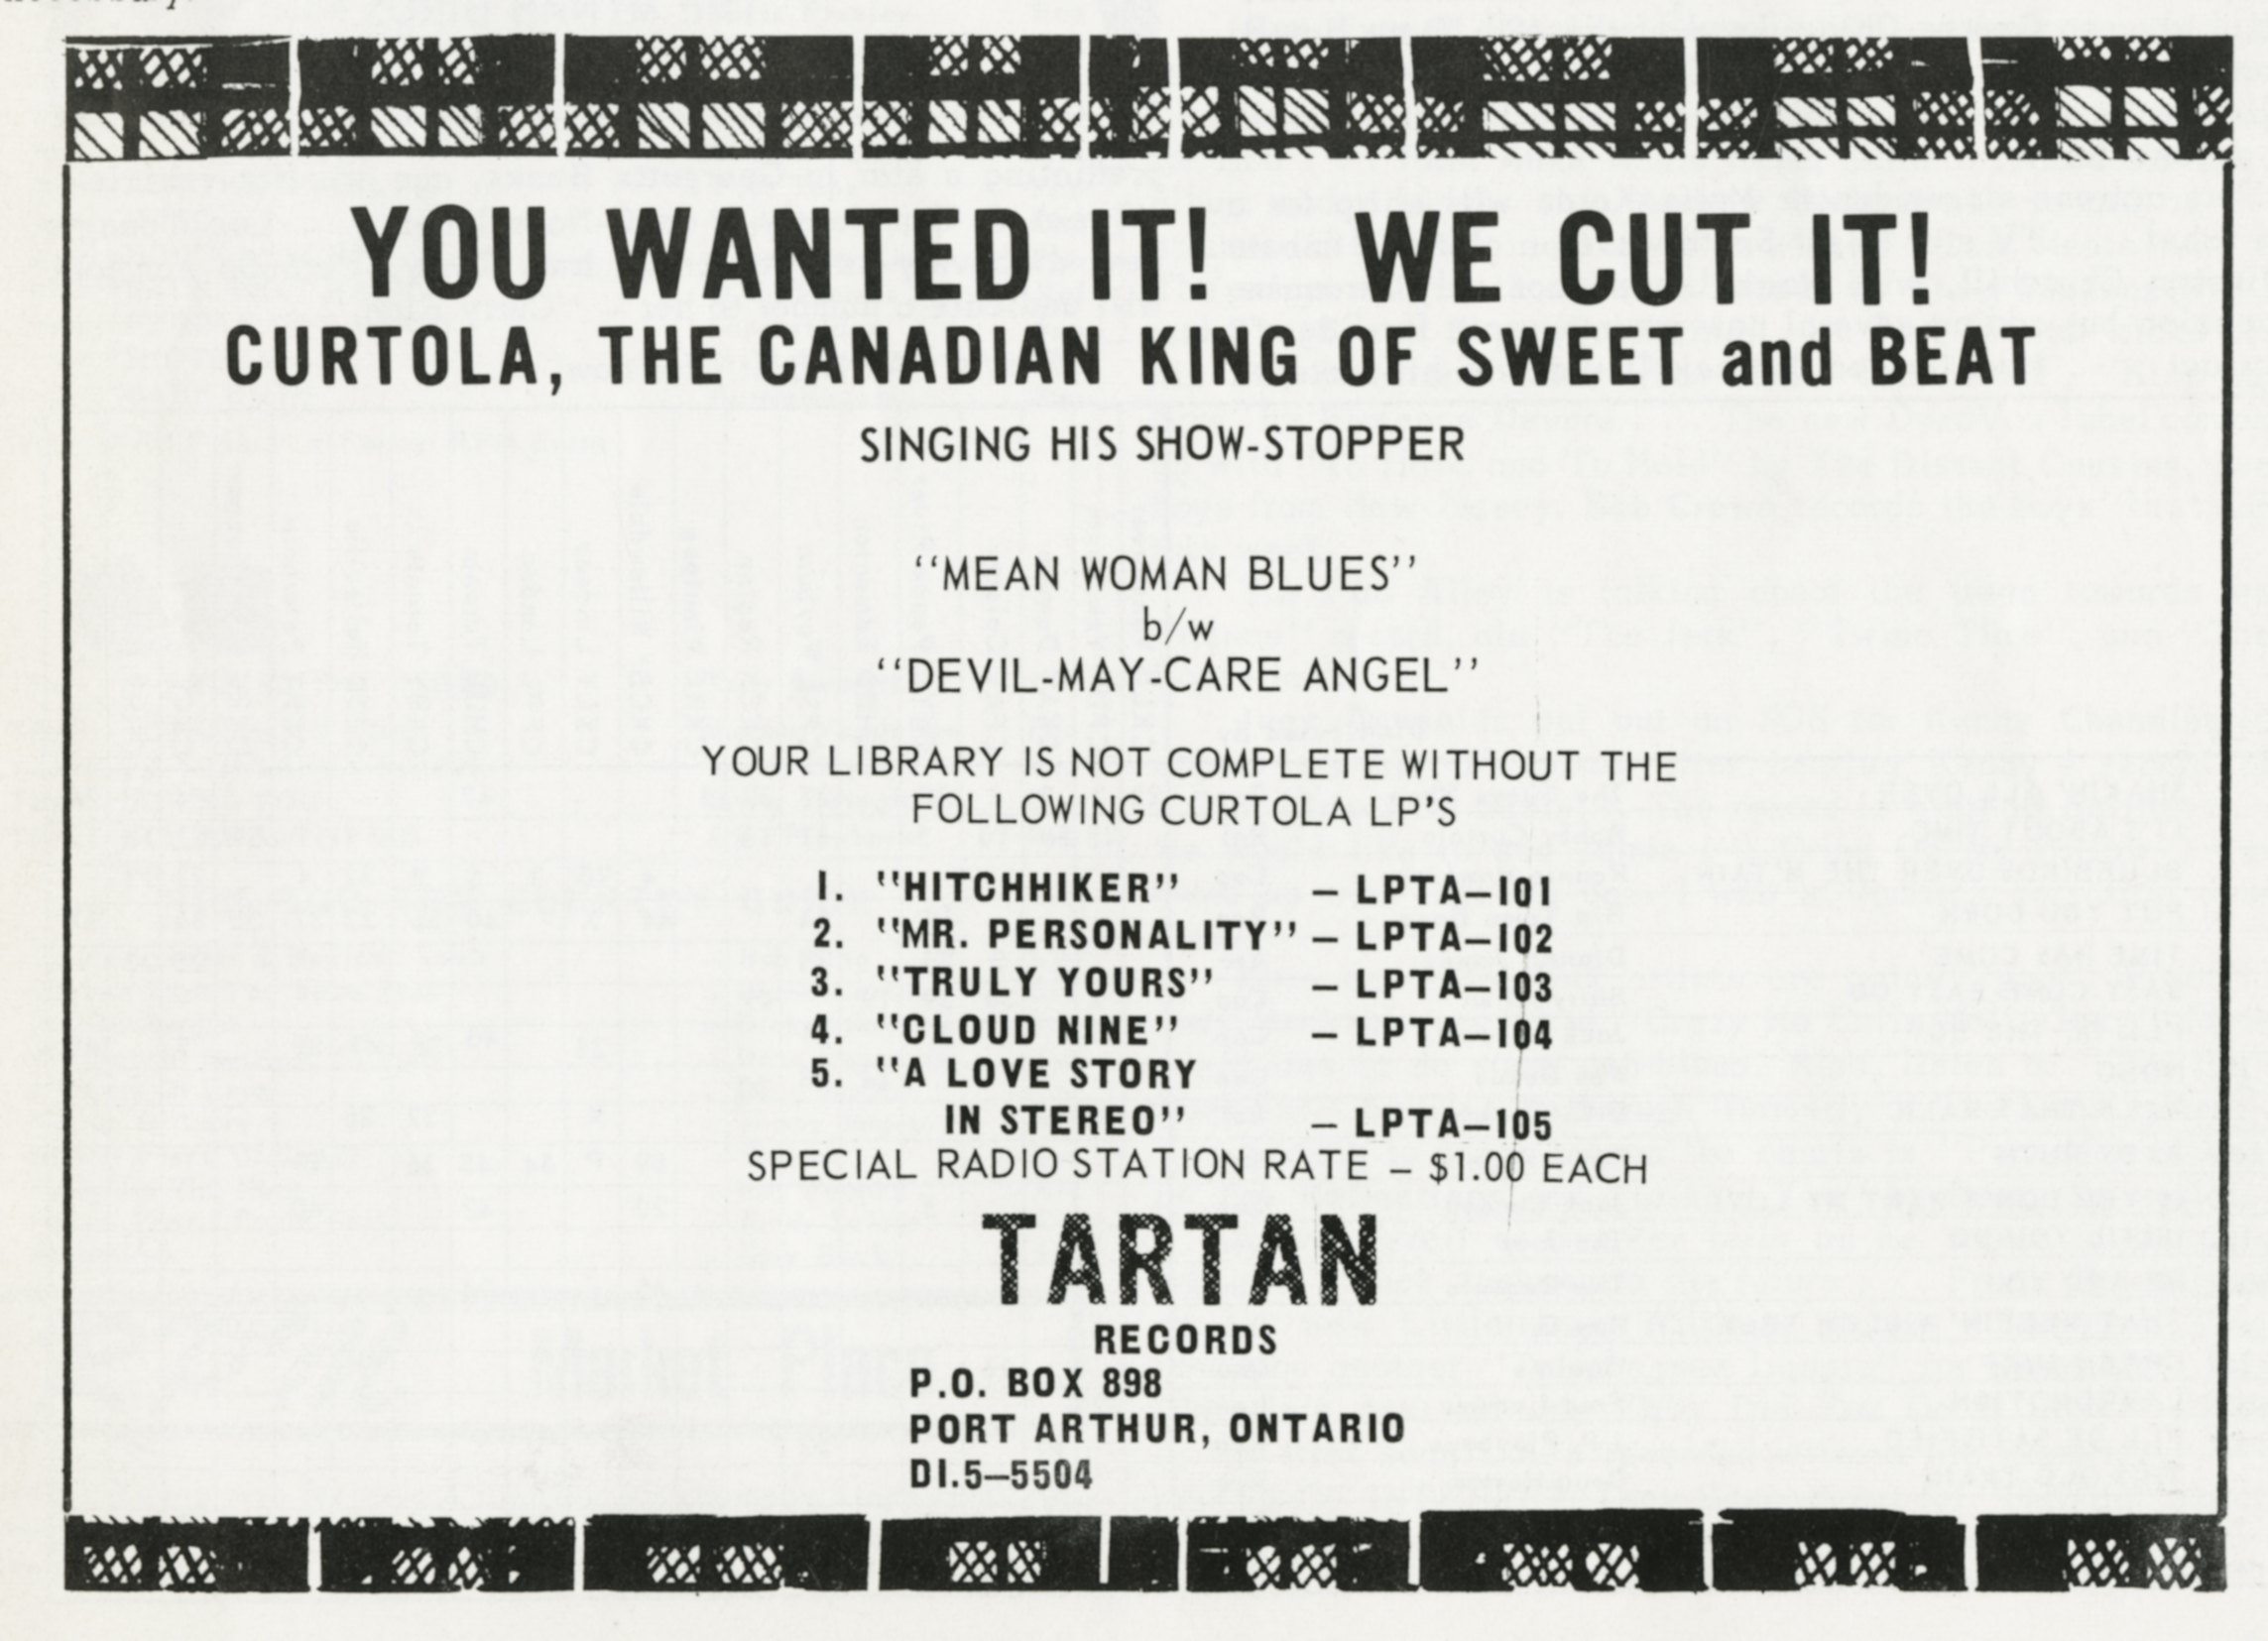 YOU WANTED IT! WE CUT IT!
CURTOLA, THE CANADIAN KING OF SWEET and BEAT
SINGING HIS SHOW-STOPPER
"MEAN WOMAN BLUES"
b/w
"DEVIL-MAY-CARE ANGEL"
YOUR LIBRARY IS NOT COMPLETE WITHOUT THE
FOLLOWING CURTOLA LP'S
1. "HITCHHIKER" – LPTA–101
2. "MR. PERSONALITY" – LPTA–102
3. "TRULY YOURS" – LPTA–103
4. "CLOUD NINE" – LPTA–104
5. "A LOVE STORY
IN STEREO" – LPTA–105
SPECIAL RADIO STATION RATE – $1.00 EACH
TARTAN
RECORDS
P.O. BOX 898
PORT ARTHUR, ONTARIO
DI.5–5504